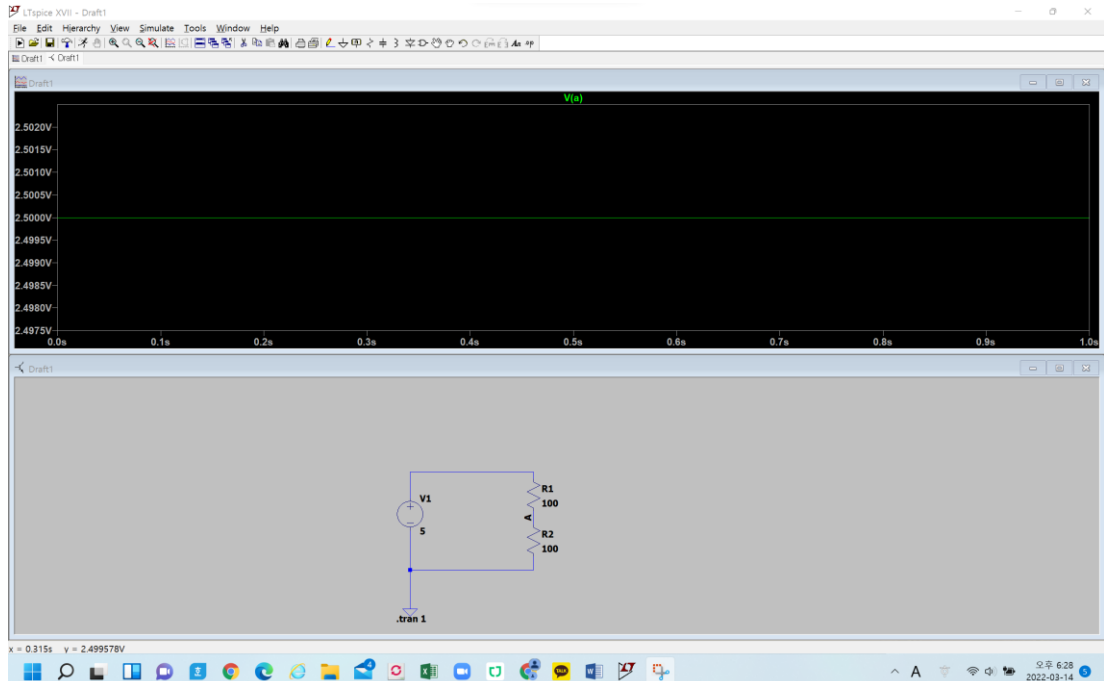 LTspice XVII - Draft1
File Edit Hierarchy View Simulate Tools Window Help
Draft1 Draft1
Draft1
V(a)
2.5020V
2.5015V
2.5010V
2.5005V
2.5000V
2.4995V
2.4990V
2.4985V
2.4980V
2.4975V
0.0s 0.1s 0.2s 0.3s 0.4s 0.5s 0.6s 0.7s 0.8s 0.9s 1.0s
Draft1
R1
V1
100
A
5
R2
100
.tran 1
x = 0.315s y = 2.499578V
4
TALK
A
오후 6:28
2022-03-14
5